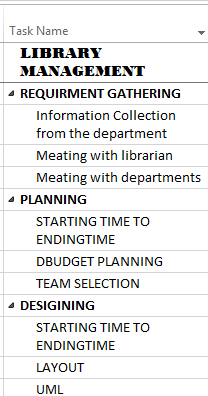 Task Name
LIBRARY
MANAGEMENT
REQUIRMENT GATHERING
Information Collection
from the department
Meating with librarian
Meating with departments
PLANNING
STARTING TIME TO
ENDINGTIME
DBUDGET PLANNING
TEAM SELECTION
DESIGINING
STARTING TIME TO
ENDINGTIME
LAYOUT
UML